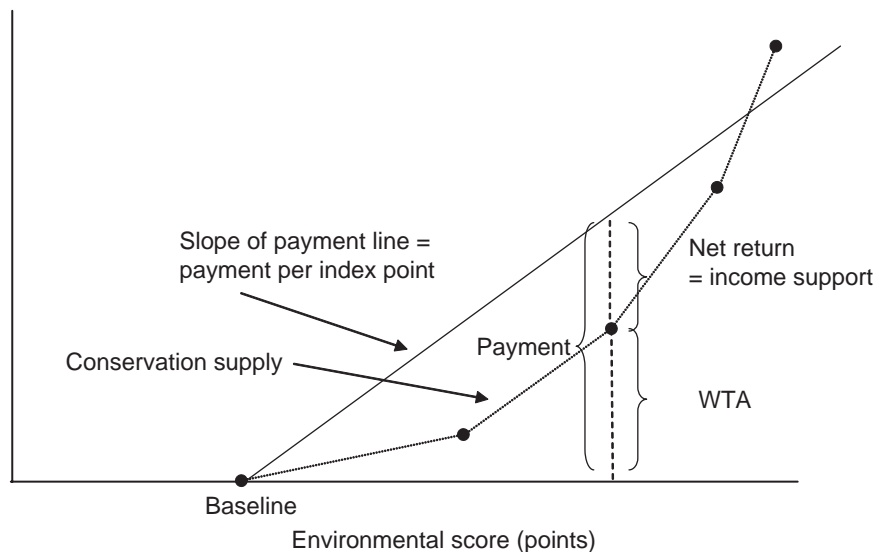 Slope of payment line =
payment per index point
Net return
= income support
Payment
Conservation supply
WTA
Baseline
Environmental score (points)